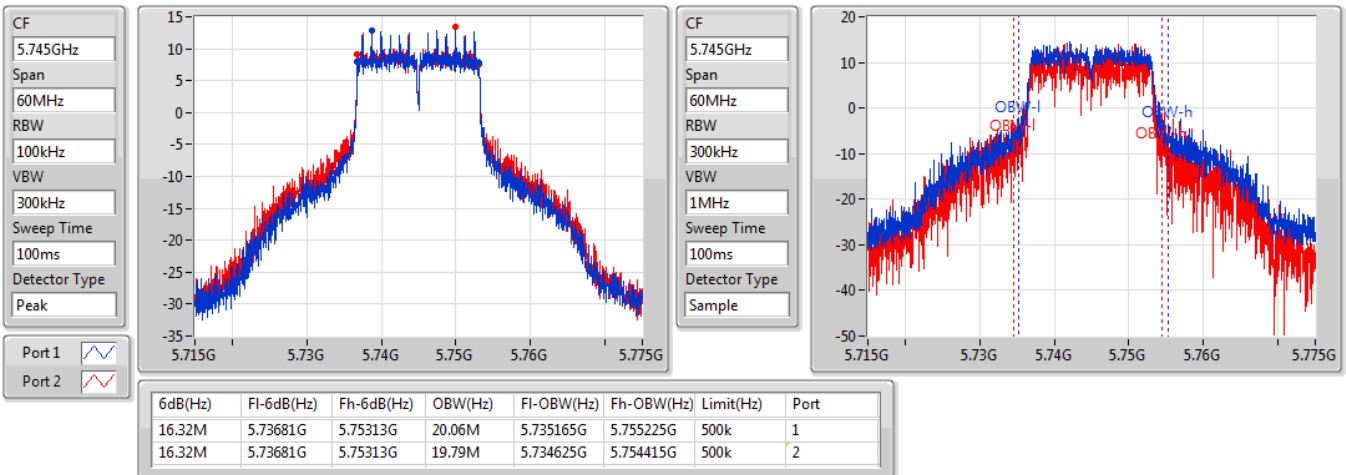 CF
5.745GHz
Span
60MHz
RBW
100kHz
VBW
300kHz
Sweep Time
100ms
Detector Type
Peak
Port 1
Port 2
15
10
5
0
-5
-10
-15
-20
-25
-30
-35
5.715G 5.73G 5.74G 5.75G 5.76G 5.775G
CF
5.745GHz
Span
60MHz
RBW
300kHz
VBW
1MHz
Sweep Time
100ms
Detector Type
Sample
20
10
0
-10
-20
-30
-40
-50
OBW-l
OBW-h
5.715G 5.73G 5.74G 5.75G 5.76G 5.775G
6dB(Hz) Fl-6dB(Hz) Fh-6dB(Hz) OBW(Hz) Fl-OBW(Hz) Fh-OBW(Hz) Limit(Hz) Port
16.32M 5.73681G 5.75313G 20.06M 5.735165G 5.755225G 500k 1
16.32M 5.73681G 5.75313G 19.79M 5.734625G 5.754415G 500k 2